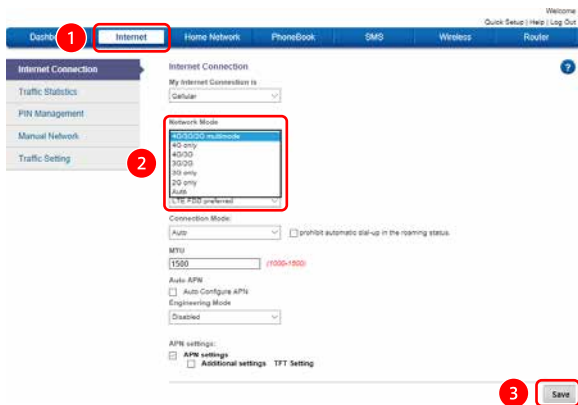 Welcome
Quick Setup | Help | Log Out
Dashb 1 Internet Home Network PhoneBook SMS Wireless Router
Internet Connection
Traffic Statistics
PIN Management
Manual Network
Traffic Setting
Internet Connection
?
My Internet Connection is
Cellular
Network Mode
2
4G/3G/2G multimode
4G only
4G/3G
3G/2G
3G only
2G only
Auto
LTE FDD preferred
Connection Mode:
Auto prohibit automatic dial-up in the roaming status.
MTU
1500 (1000-1500)
Auto APN
Auto Configure APN
Engineering Mode
Disabled
APN settings:
APN settings
Additional settings TFT Setting
3 Save